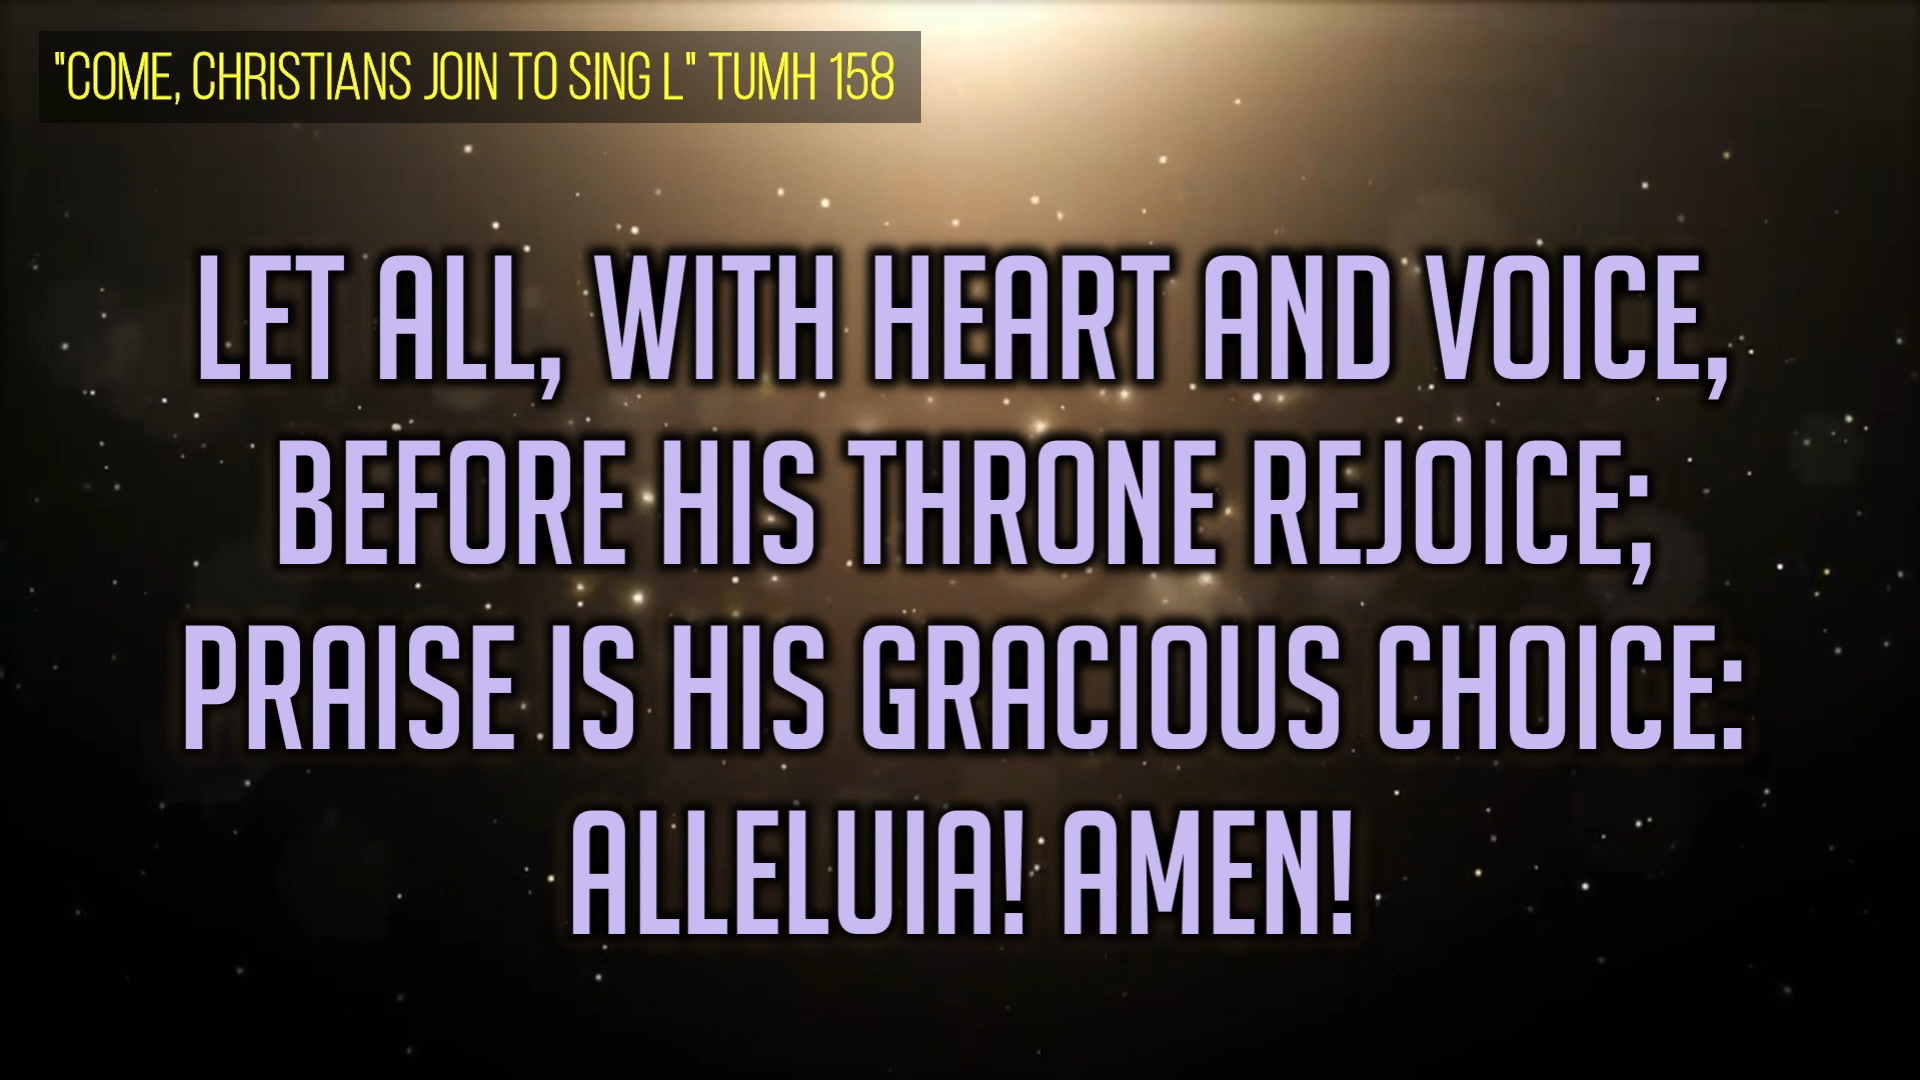 "COME, CHRISTIANS JOIN TO SING L" TUMH 158
LET ALL, WITH HEART AND VOICE,
BEFORE HIS THRONE REJOICE;
PRAISE IS HIS GRACIOUS CHOICE:
ALLELUIA! AMEN!